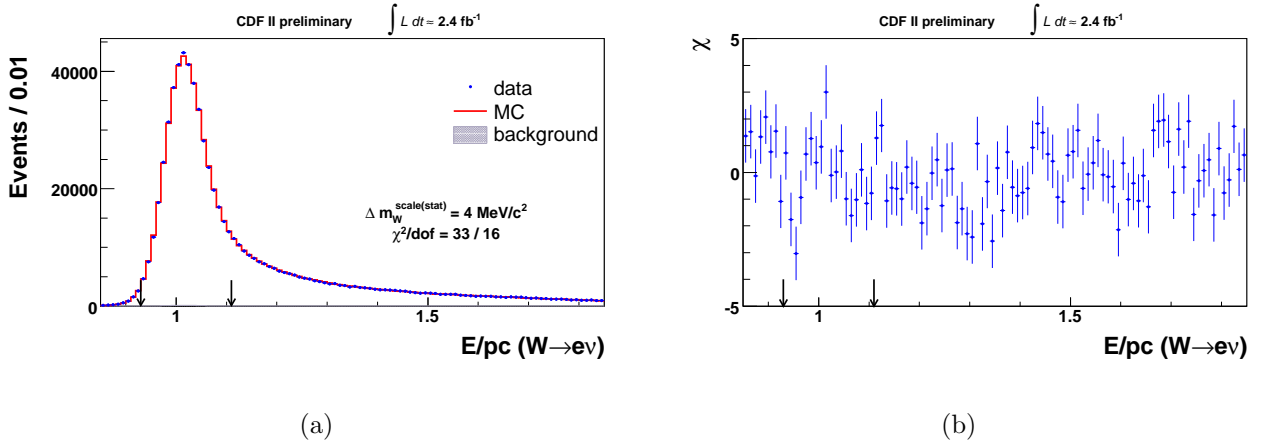 CDF II preliminary ∫ L dt ≈ 2.4 fb⁻¹
Events / 0.01
40000
20000
0
data
MC
background
Δ m_W^scale(stat) = 4 MeV/c²
χ²/dof = 33 / 16
1 1.5
E/pc (W→eν)
(a)
CDF II preliminary ∫ L dt ≈ 2.4 fb⁻¹
χ
5
0
-5
1 1.5
E/pc (W→eν)
(b)